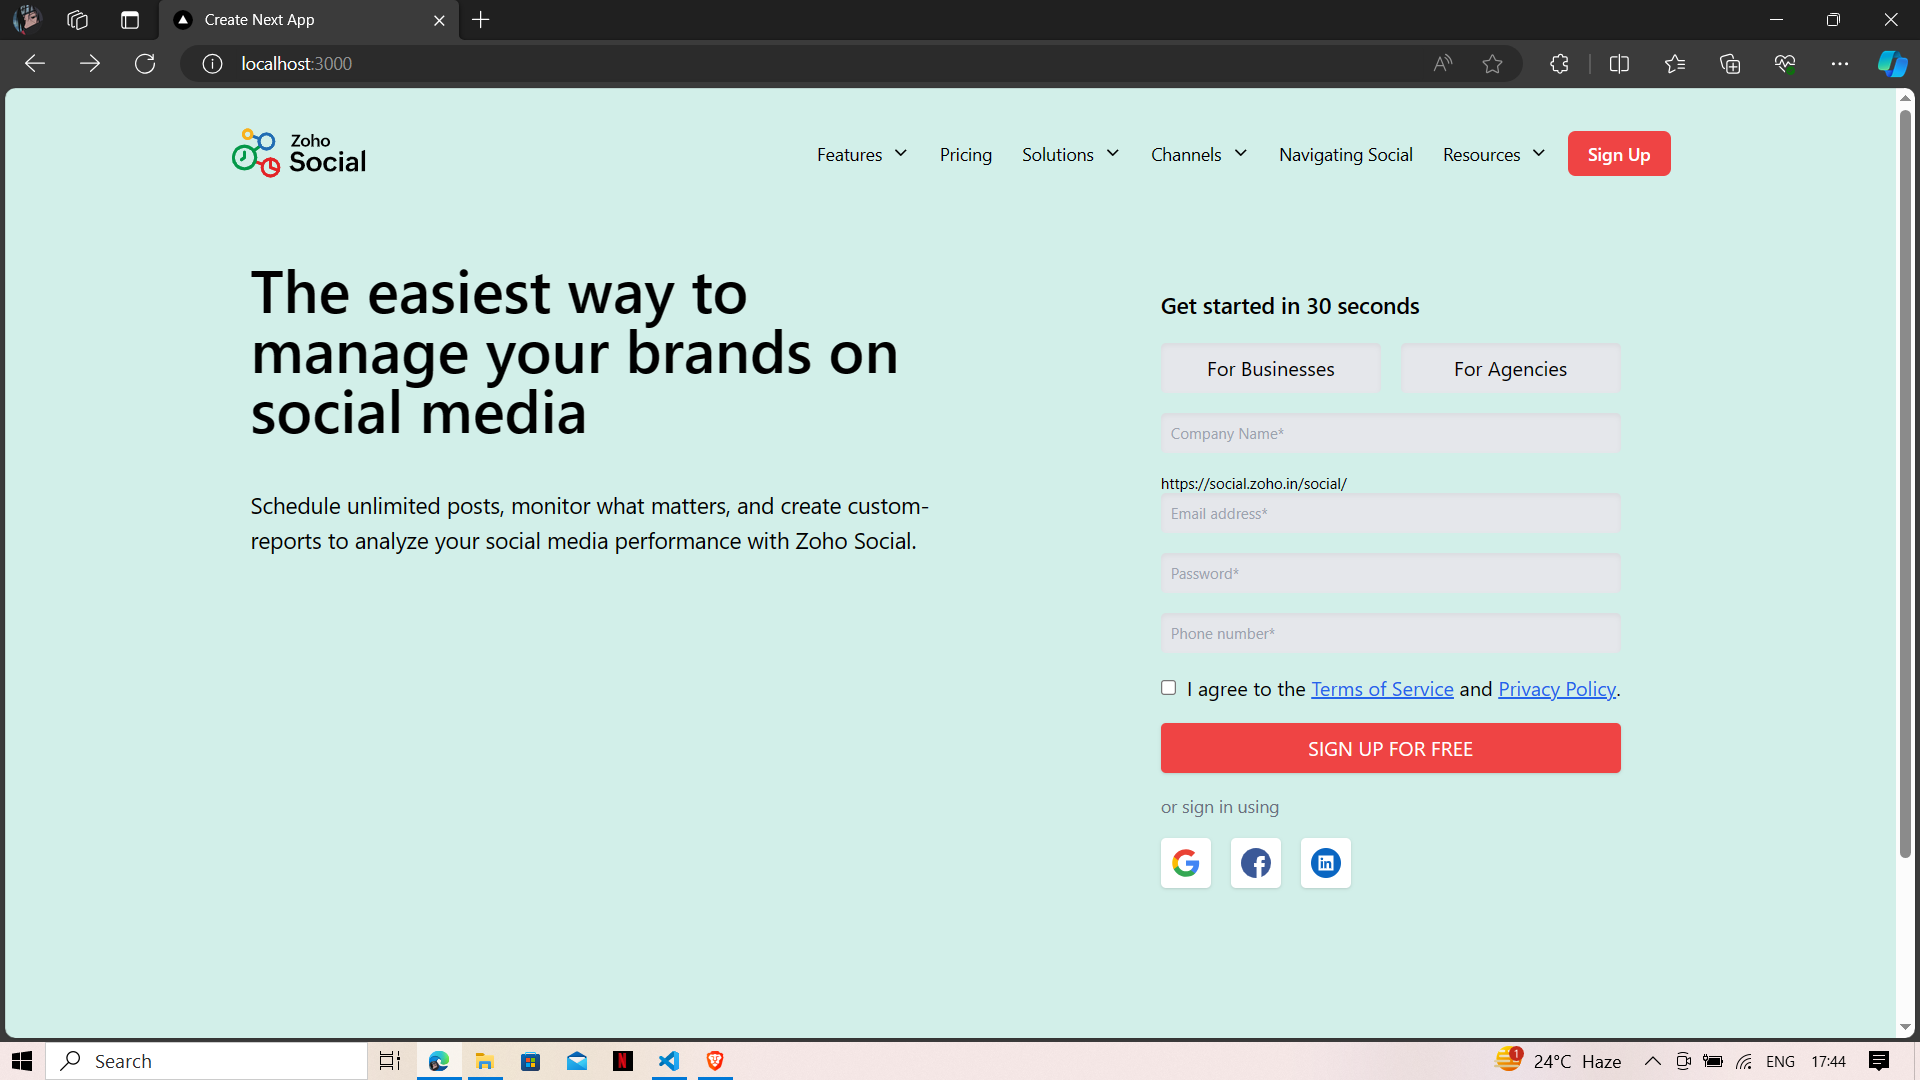 Create Next App
localhost:3000
Zoho
Social
Features
Pricing
Solutions
Channels
Navigating Social
Resources
Sign Up
The easiest way to
manage your brands on
social media
Schedule unlimited posts, monitor what matters, and create custom-
reports to analyze your social media performance with Zoho Social.
Get started in 30 seconds
For Businesses
For Agencies
Company Name*
https://social.zoho.in/social/
Email address*
Password*
Phone number*
I agree to the Terms of Service and Privacy Policy.
SIGN UP FOR FREE
or sign in using
Search
1
24°C Haze
ENG
17:44